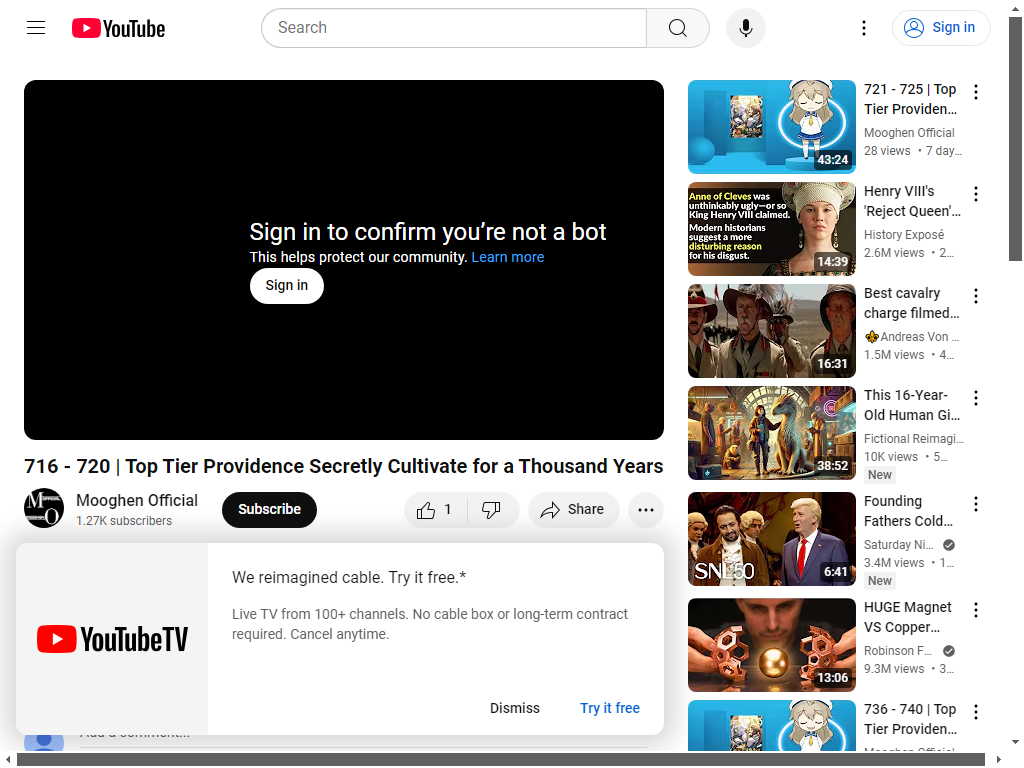 YouTube
Search
Sign in
Sign in to confirm you’re not a bot
This helps protect our community. Learn more
Sign in
716 - 720 | Top Tier Providence Secretly Cultivate for a Thousand Years
Mooghen Official
1.27K subscribers
Subscribe
1
Share
YouTubeTV
We reimagined cable. Try it free.*
Live TV from 100+ channels. No cable box or long-term contract
required. Cancel anytime.
Dismiss
Try it free
Add a comment...
43:24
721 - 725 | Top
Tier Providen...
Mooghen Official
28 views • 7 day...
Anne of Cleves was
unthinkably ugly—or so
King Henry VIII claimed.
Modern historians
suggest a more
disturbing reason
for his disgust.
14:39
Henry VIII's
'Reject Queen'...
History Exposé
2.6M views • 2...
16:31
Best cavalry
charge filmed...
Andreas Von ...
1.5M views • 4...
38:52
This 16-Year-
Old Human Gi...
Fictional Reimagi...
10K views • 5...
New
SNL50
6:41
Founding
Fathers Cold...
Saturday Ni...
3.4M views • 1...
New
13:06
HUGE Magnet
VS Copper...
Robinson F...
9.3M views • 3...
736 - 740 | Top
Tier Providen...
Mooghen Official